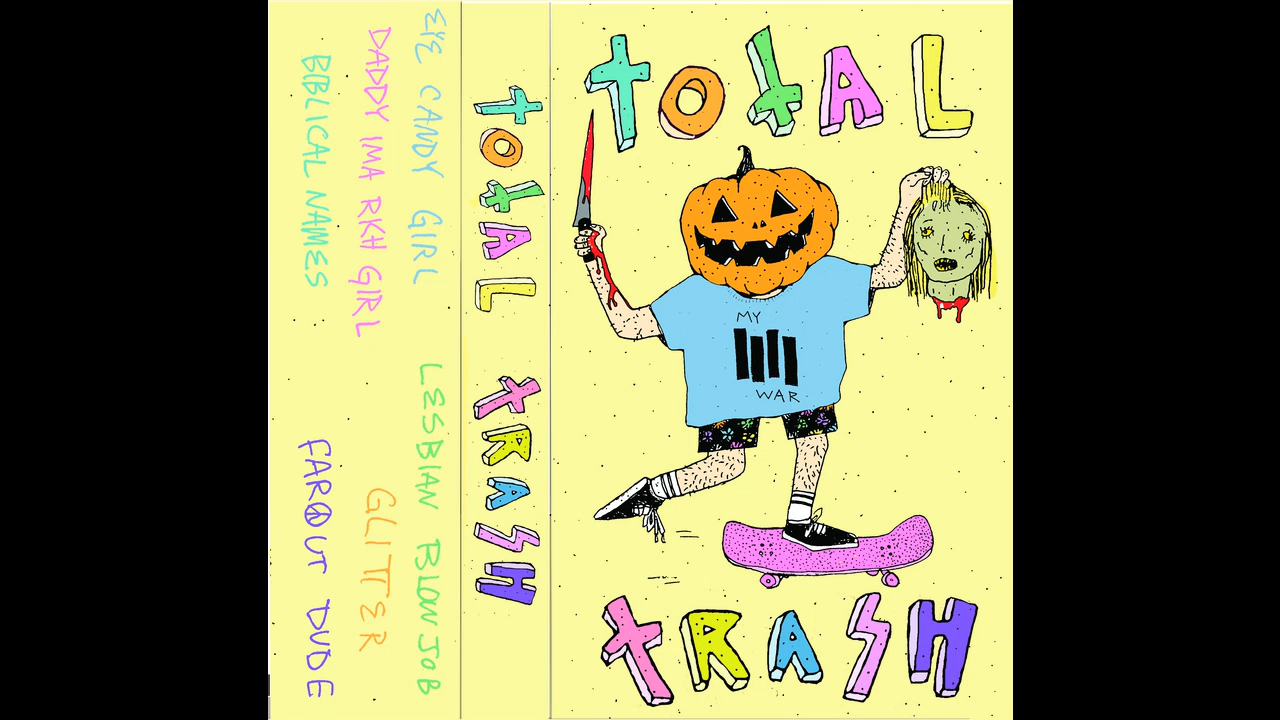 EYE CANDY GIRL
LESBIAN BLOWJOB
DADDY IMA RKH GIRL
GLITTER
BIBLICAL NAMES
FAROUT DUDE
TOTAL TRASH
TOTAL
MY
WAR
TRASH